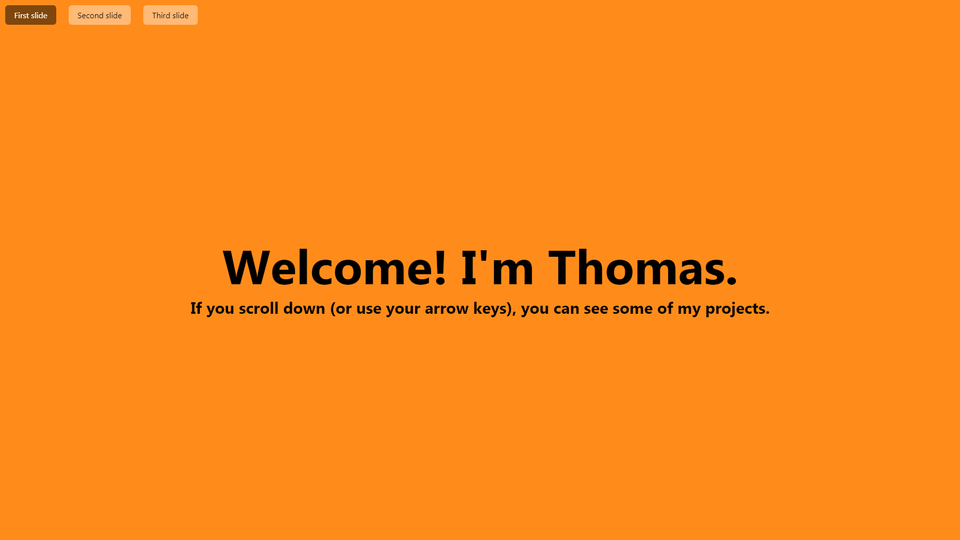 First slide Second slide Third slide
Welcome! I'm Thomas.
If you scroll down (or use your arrow keys), you can see some of my projects.